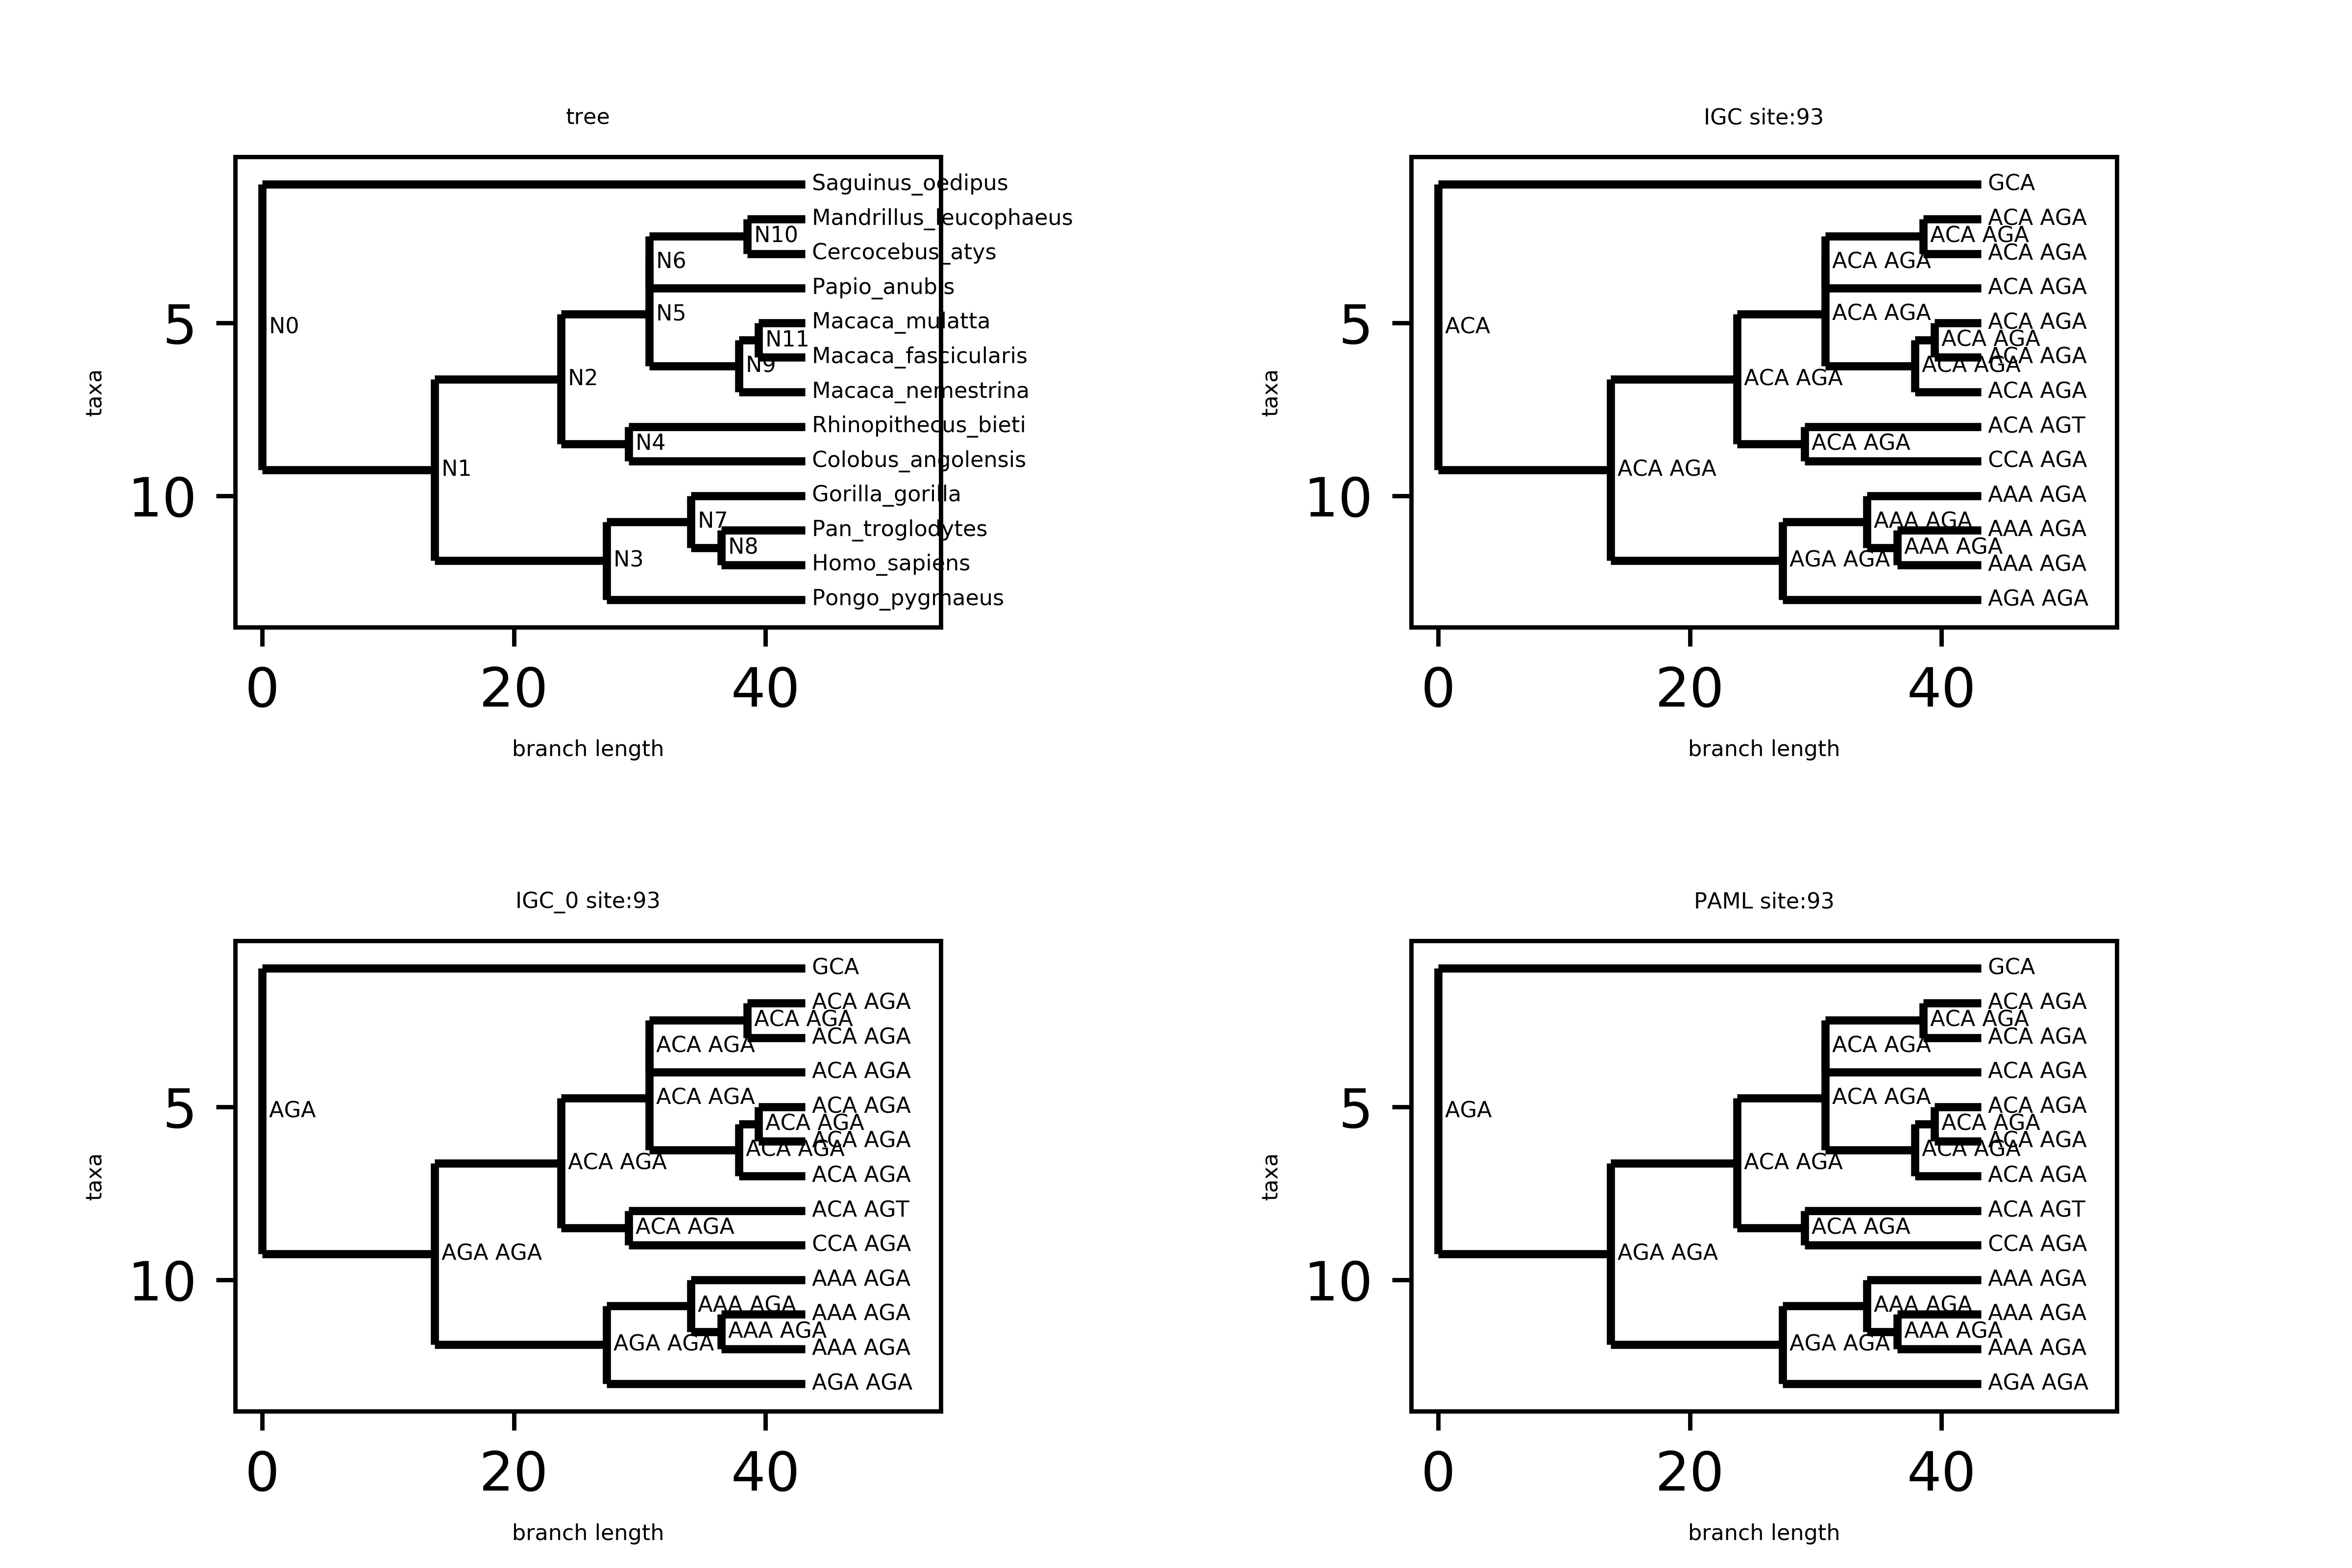 tree
Saguinus_oedipus
Mandrillus_leucophaeus
N10
Cercocebus_atys
N6
Papio_anubis
N5
Macaca_mulatta
N11
Macaca_fascicularis
N9
Macaca_nemestrina
N0
N2
Rhinopithecus_bieti
N4
Colobus_angolensis
N1
Gorilla_gorilla
N7
Pan_troglodytes
N8
Homo_sapiens
N3
Pongo_pygmaeus
5
10
taxa
0 20 40
branch length
IGC site:93
GCA
ACA AGA
ACA AGA
ACA AGA
ACA AGA
ACA AGA
ACA AGA
ACA AGA
ACA AGA
ACA AGA
ACA AGA
ACA AGA
ACA
ACA AGA
ACA AGT
ACA AGA
CCA AGA
ACA AGA
AAA AGA
AAA AGA
AAA AGA
AAA AGA
AAA AGA
AGA AGA
AGA AGA
5
10
taxa
0 20 40
branch length
IGC_0 site:93
GCA
ACA AGA
ACA AGA
ACA AGA
ACA AGA
ACA AGA
ACA AGA
ACA AGA
ACA AGA
ACA AGA
ACA AGA
ACA AGA
AGA
ACA AGA
ACA AGT
ACA AGA
CCA AGA
AGA AGA
AAA AGA
AAA AGA
AAA AGA
AAA AGA
AAA AGA
AGA AGA
AGA AGA
5
10
taxa
0 20 40
branch length
PAML site:93
GCA
ACA AGA
ACA AGA
ACA AGA
ACA AGA
ACA AGA
ACA AGA
ACA AGA
ACA AGA
ACA AGA
ACA AGA
ACA AGA
AGA
ACA AGA
ACA AGT
ACA AGA
CCA AGA
AGA AGA
AAA AGA
AAA AGA
AAA AGA
AAA AGA
AAA AGA
AGA AGA
AGA AGA
5
10
taxa
0 20 40
branch length